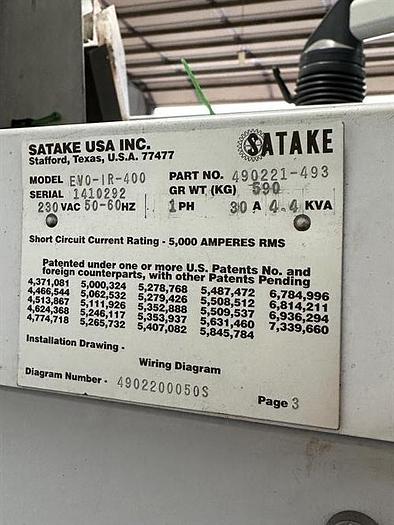 SATAKE USA INC.
Stafford, Texas, U.S.A. 77477
SATAKE
MODEL EVO-IR-400 PART NO. 490221-493
SERIAL 1410292 GR WT (KG) 590
230 VAC 50-60HZ 1PH 30 A 4.4 KVA
Short Circuit Current Rating - 5,000 AMPERES RMS
Patented under one or more U.S. Patents No. and
foreign counterparts, with other Patents Pending
4,371,081 5,000,324 5,278,768 5,487,472 6,784,996
4,466,544 5,062,532 5,279,426 5,508,512 6,814,211
4,513,867 5,111,926 5,352,888 5,509,537 6,936,294
4,624,368 5,246,117 5,353,937 5,631,460 7,339,660
4,774,718 5,265,732 5,407,082 5,845,784
Installation Drawing -
Wiring Diagram
Diagram Number - 4902200050S Page 3